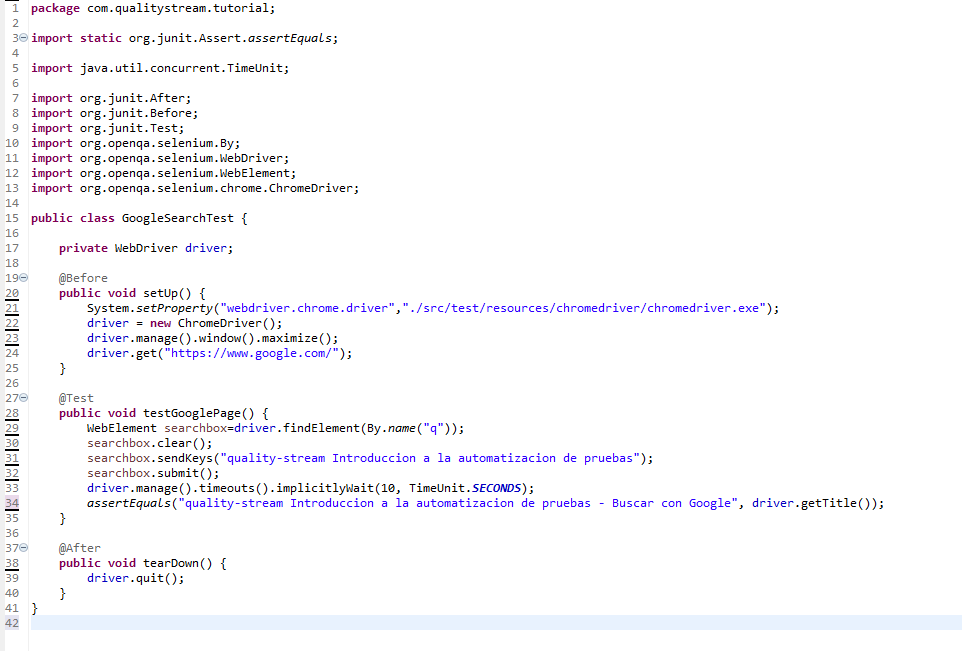 1 package com.qualitystream.tutorial;
2
3 import static org.junit.Assert.assertEquals;
4
5 import java.util.concurrent.TimeUnit;
6
7 import org.junit.After;
8 import org.junit.Before;
9 import org.junit.Test;
10 import org.openqa.selenium.By;
11 import org.openqa.selenium.WebDriver;
12 import org.openqa.selenium.WebElement;
13 import org.openqa.selenium.chrome.ChromeDriver;
14
15 public class GoogleSearchTest {
16
17     private WebDriver driver;
18
19     @Before
20     public void setUp() {
21         System.setProperty("webdriver.chrome.driver","./src/test/resources/chromedriver/chromedriver.exe");
22         driver = new ChromeDriver();
23         driver.manage().window().maximize();
24         driver.get("https://www.google.com/");
25     }
26
27     @Test
28     public void testGooglePage() {
29         WebElement searchbox=driver.findElement(By.name("q"));
30         searchbox.clear();
31         searchbox.sendKeys("quality-stream Introduccion a la automatizacion de pruebas");
32         searchbox.submit();
33         driver.manage().timeouts().implicitlyWait(10, TimeUnit.SECONDS);
34         assertEquals("quality-stream Introduccion a la automatizacion de pruebas - Buscar con Google", driver.getTitle());
35     }
36
37     @After
38     public void tearDown() {
39         driver.quit();
40     }
41 }
42